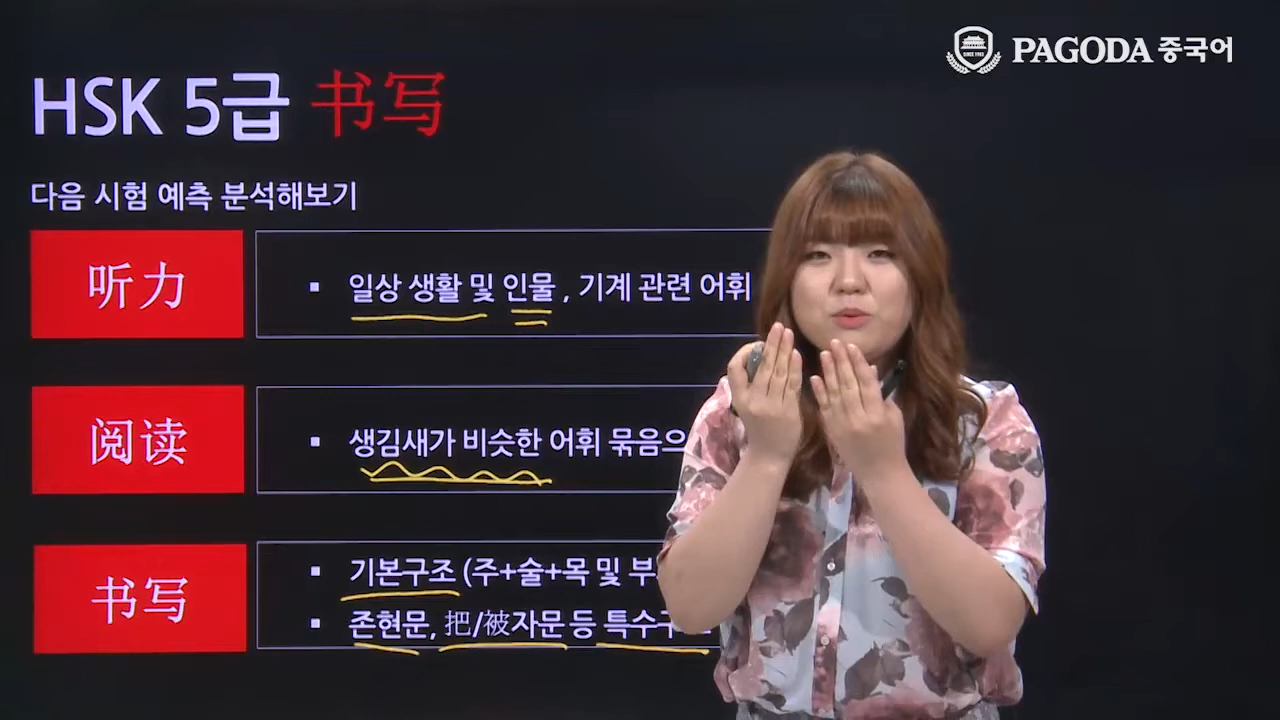 PAGODA 중국어
HSK 5급 书写
다음 시험 예측 분석해보기
听力
▪ 일상 생활 및 인물 , 기계 관련 어휘
阅读
▪ 생김새가 비슷한 어휘 묶음으
书写
▪ 기본구조 (주+술+목 및 부
▪ 존현문, 把/被자문 등 특수구